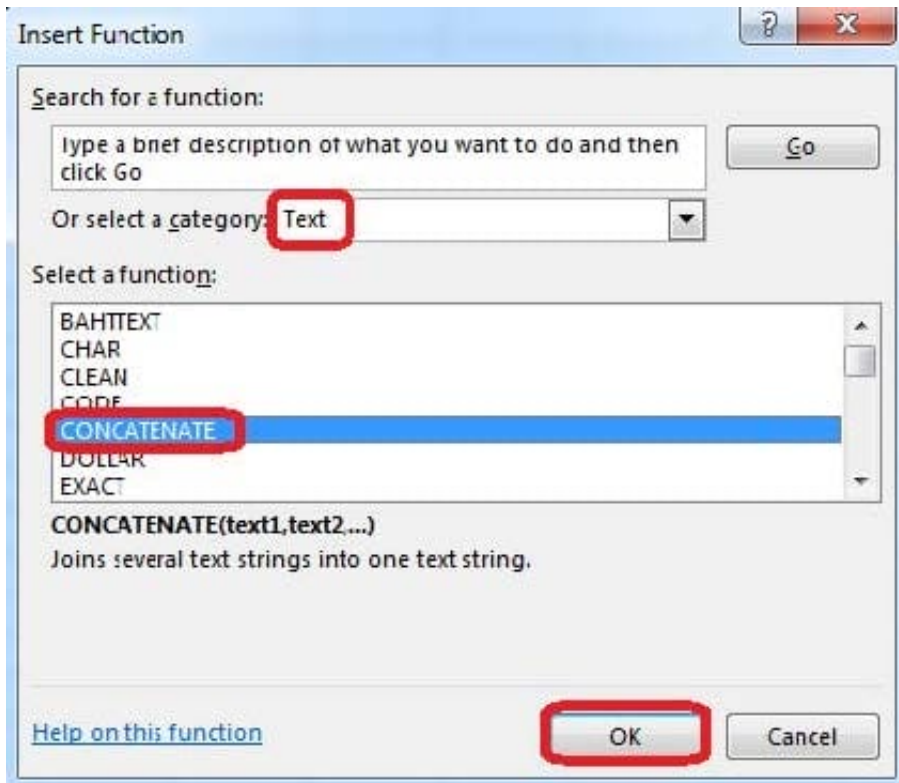 Insert Function
?
X
Search for a function:
Type a brief description of what you want to do and then
click Go
Go
Or select a category: Text
Select a function:
BAHTTEXT
CHAR
CLEAN
CODE
CONCATENATE
DOLLAR
EXACT
CONCATENATE(text1,text2,...)
Joins several text strings into one text string.
Help on this function
OK
Cancel